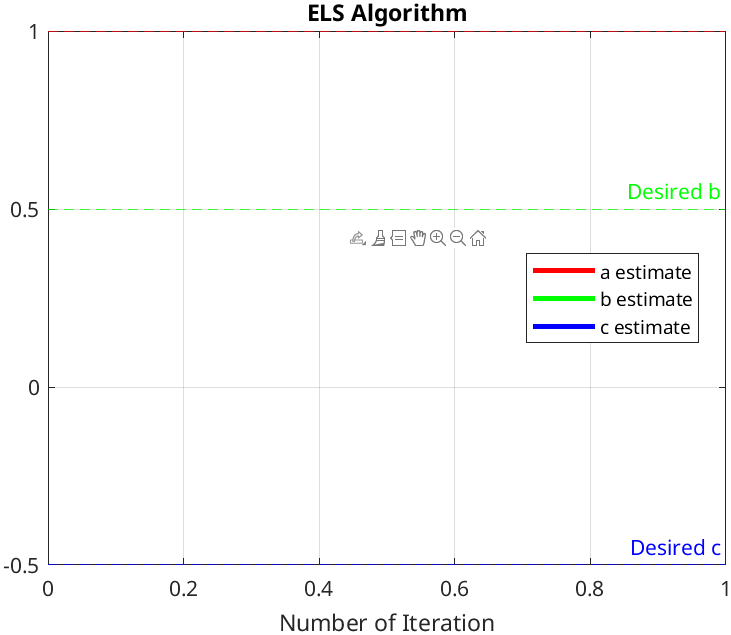 ELS Algorithm
1
Desired b
0.5
a estimate
b estimate
c estimate
0
Desired c
-0.5
0 0.2 0.4 0.6 0.8 1
Number of Iteration